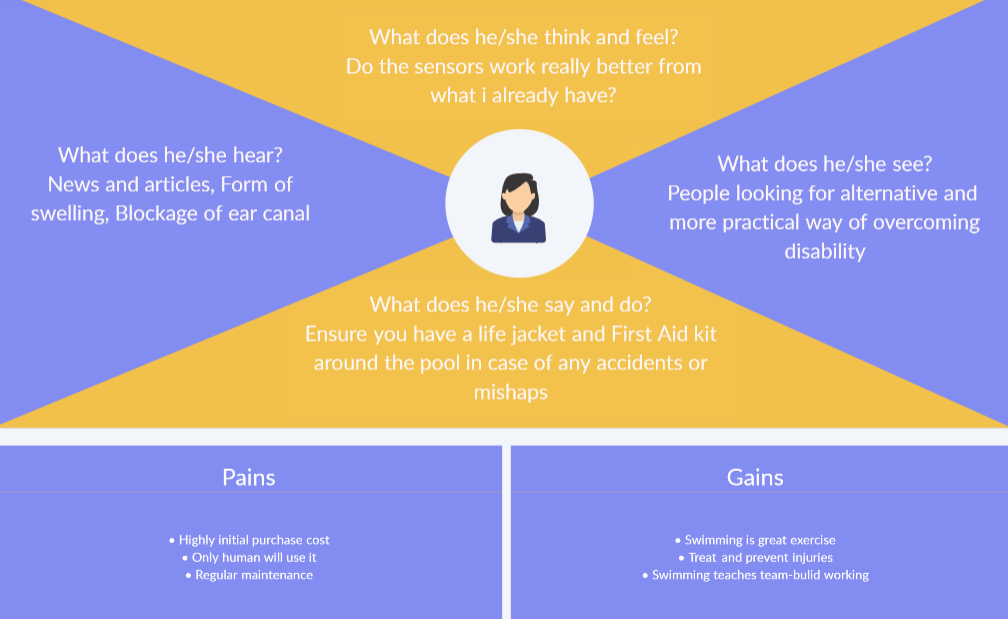 What does he/she think and feel?
Do the sensors work really better from
what i already have?
What does he/she hear?
News and articles, Form of
swelling, Blockage of ear canal
What does he/she see?
People looking for alternative and
more practical way of overcoming
disability
What does he/she say and do?
Ensure you have a life jacket and First Aid kit
around the pool in case of any accidents or
mishaps
Pains
• Highly initial purchase cost
• Only human will use it
• Regular maintenance
Gains
• Swimming is great exercise
• Treat and prevent injuries
• Swimming teaches team-bulid working